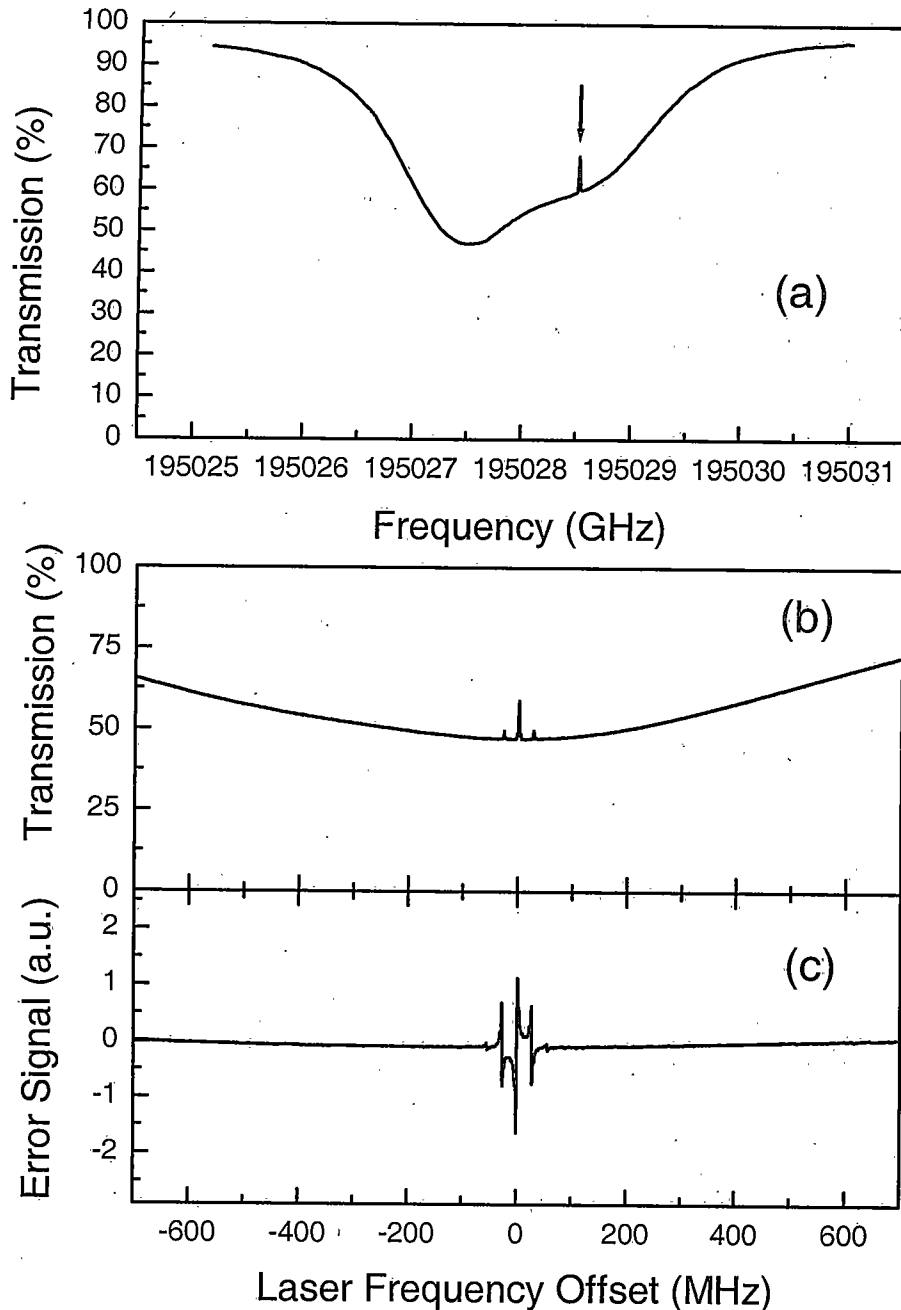 100
90
80
70
60
50
40
30
20
10
0
Transmission (%)
(a)
195025 195026 195027 195028 195029 195030 195031
Frequency (GHz)
100
75
50
25
0
Transmission (%)
(b)
2
1
0
-1
-2
Error Signal (a.u.)
(c)
-600 -400 -200 0 200 400 600
Laser Frequency Offset (MHz)